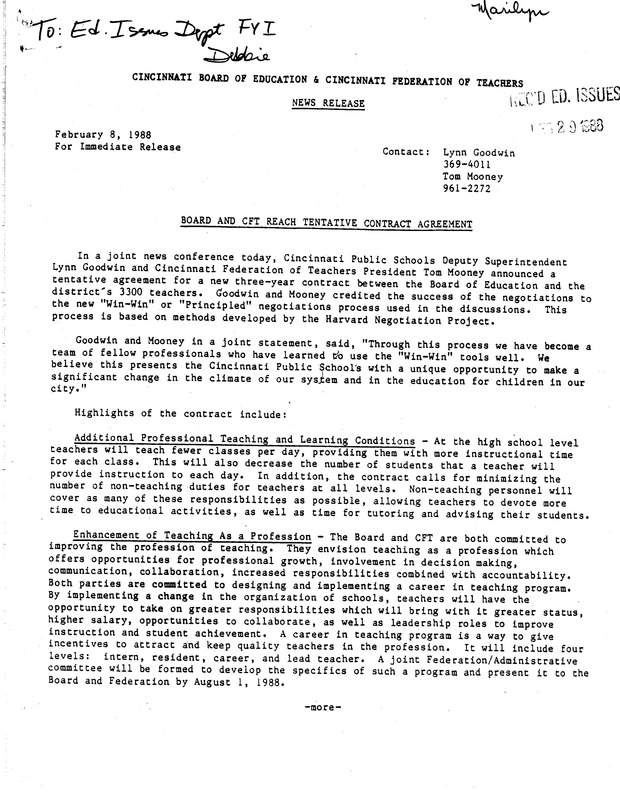 Marilyn
To: Ed. Issues Dept FYI
Debbie
CINCINNATI BOARD OF EDUCATION & CINCINNATI FEDERATION OF TEACHERS
NEWS RELEASE
REC'D ED. ISSUES
29 1988
February 8, 1988
For Immediate Release
Contact: Lynn Goodwin
369-4011
Tom Mooney
961-2272
BOARD AND CFT REACH TENTATIVE CONTRACT AGREEMENT
In a joint news conference today, Cincinnati Public Schools Deputy Superintendent
Lynn Goodwin and Cincinnati Federation of Teachers President Tom Mooney announced a
tentative agreement for a new three-year contract between the Board of Education and the
district's 3300 teachers. Goodwin and Mooney credited the success of the negotiations to
the new "Win-Win" or "Principled" negotiations process used in the discussions. This
process is based on methods developed by the Harvard Negotiation Project.
Goodwin and Mooney in a joint statement, said, "Through this process we have become a
team of fellow professionals who have learned to use the "Win-Win" tools well. We
believe this presents the Cincinnati Public School's with a unique opportunity to make a
significant change in the climate of our system and in the education for children in our
city."
Highlights of the contract include:
Additional Professional Teaching and Learning Conditions - At the high school level
teachers will teach fewer classes per day, providing them with more instructional time
for each class. This will also decrease the number of students that a teacher will
provide instruction to each day. In addition, the contract calls for minimizing the
number of non-teaching duties for teachers at all levels. Non-teaching personnel will
cover as many of these responsibilities as possible, allowing teachers to devote more
time to educational activities, as well as time for tutoring and advising their students.
Enhancement of Teaching As a Profession - The Board and CFT are both committed to
improving the profession of teaching. They envision teaching as a profession which
offers opportunities for professional growth, involvement in decision making,
communication, collaboration, increased responsibilities combined with accountability.
Both parties are committed to designing and implementing a career in teaching program.
By implementing a change in the organization of schools, teachers will have the
opportunity to take on greater responsibilities which will bring with it greater status,
higher salary, opportunities to collaborate, as well as leadership roles to improve
instruction and student achievement. A career in teaching program is a way to give
incentives to attract and keep quality teachers in the profession. It will include four
levels: intern, resident, career, and lead teacher. A joint Federation/Administrative
committee will be formed to develop the specifics of such a program and present it to the
Board and Federation by August 1, 1988.
-more-